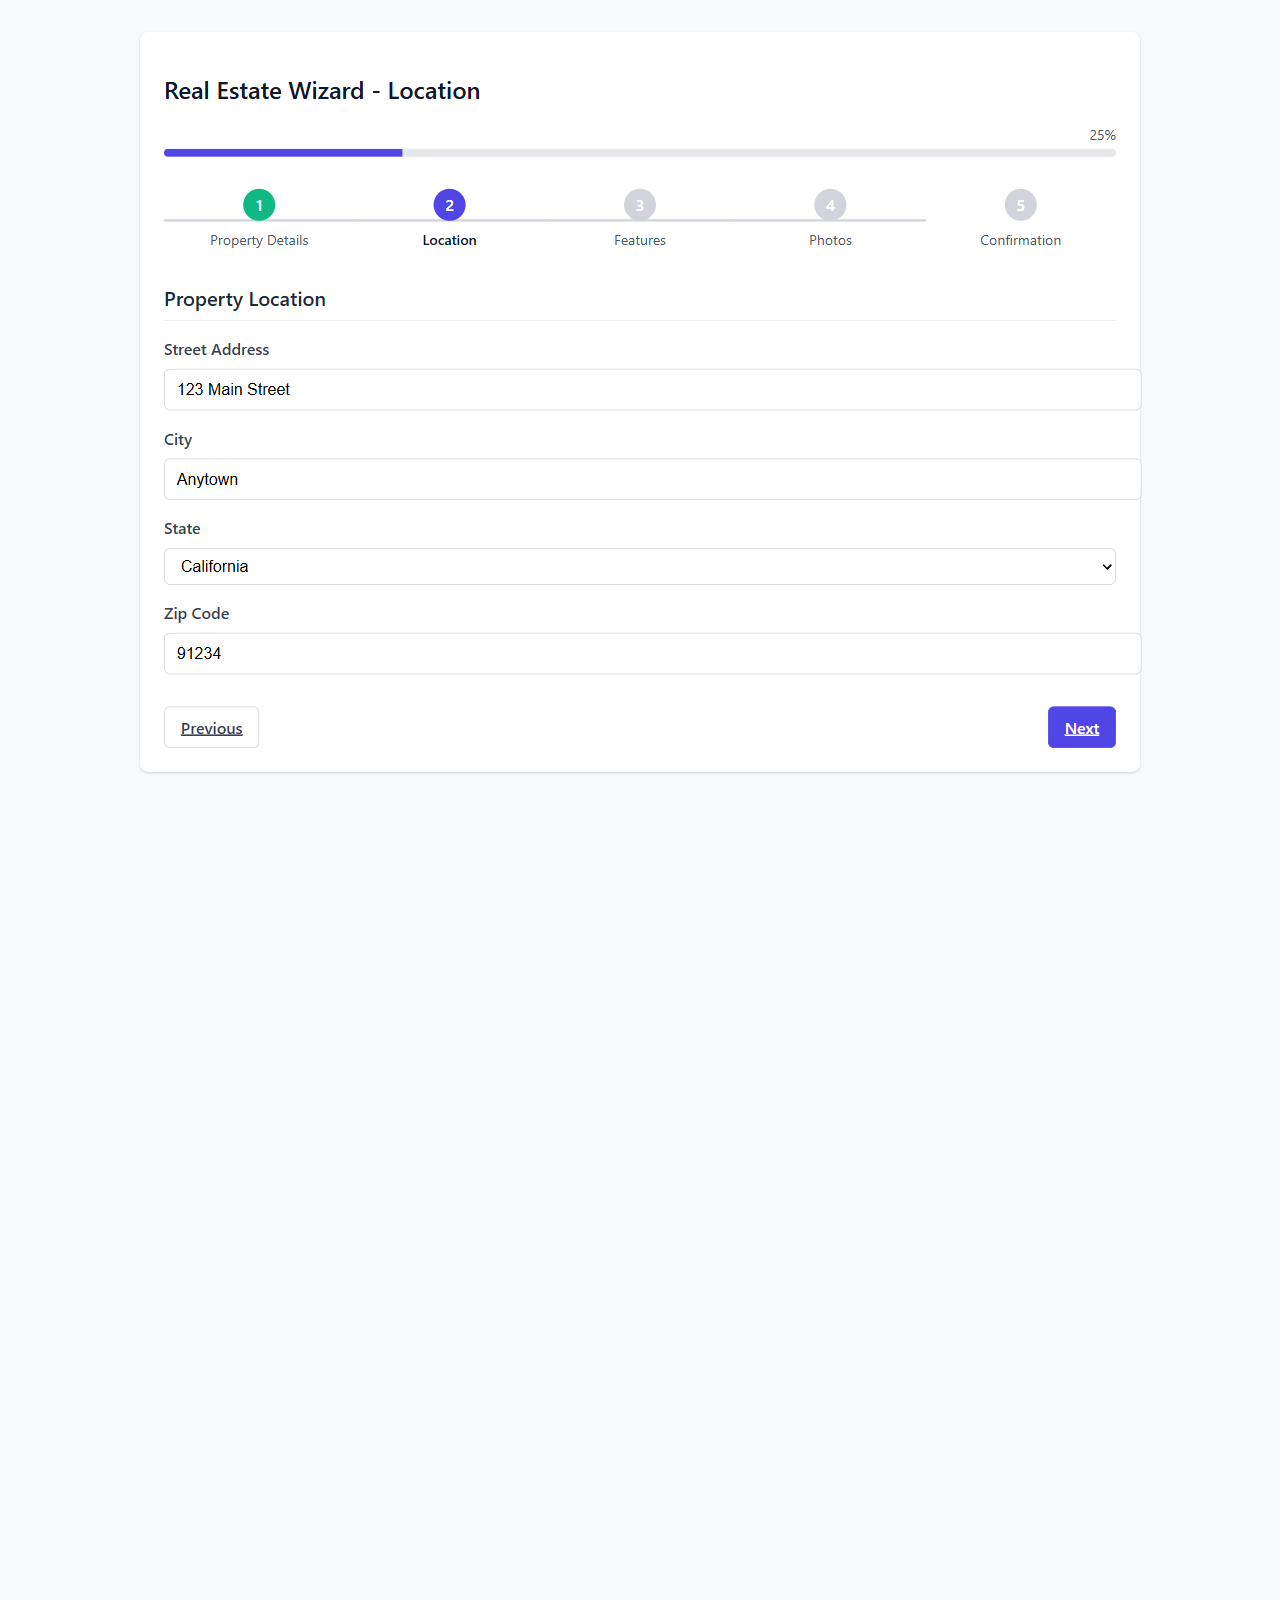 Real Estate Wizard - Location
25%
1 2 3 4 5
Property Details Location Features Photos Confirmation
Property Location
Street Address
123 Main Street
City
Anytown
State
California
Zip Code
91234
Previous Next